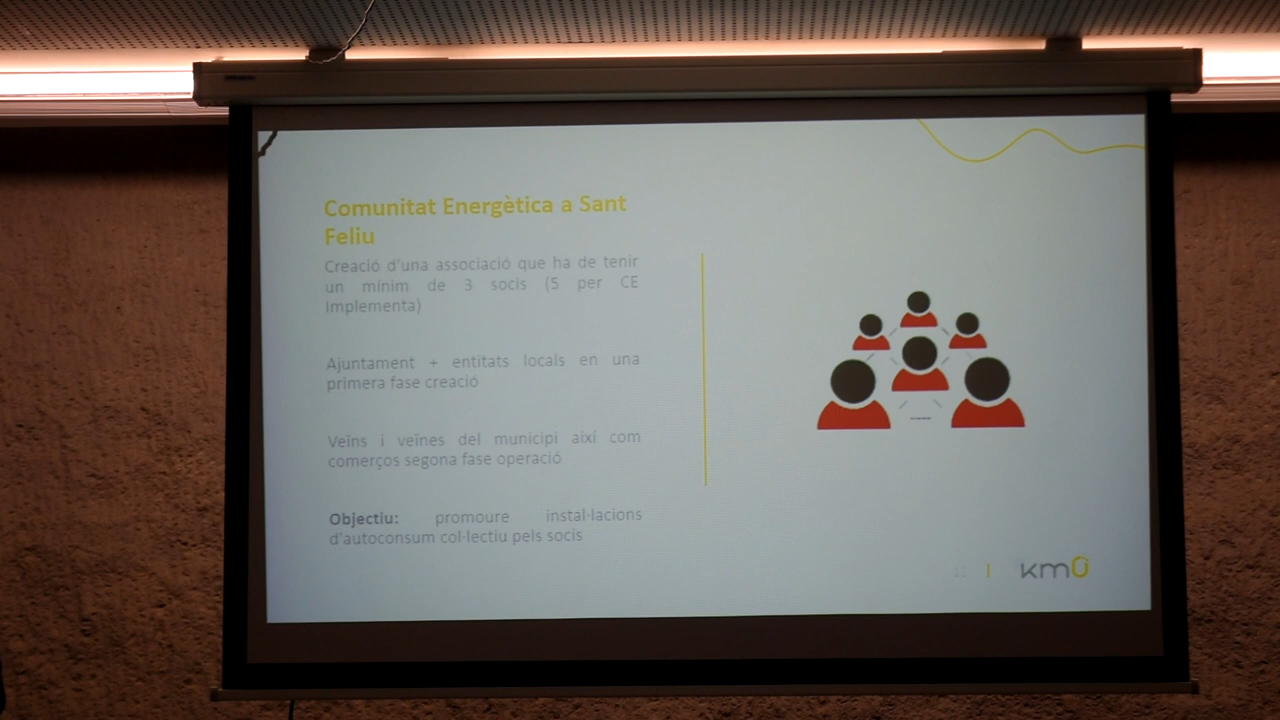 Comunitat Energètica a Sant
Feliu
Creació d'una associació que ha de tenir
un mínim de 3 socis (5 per CE
Implementa)
Ajuntament + entitats locals en una
primera fase creació
Veïns i veïnes del municipi així com
comerços segona fase operació
Objectiu: promoure instal·lacions
d'autoconsum col·lectiu pels socis
km0